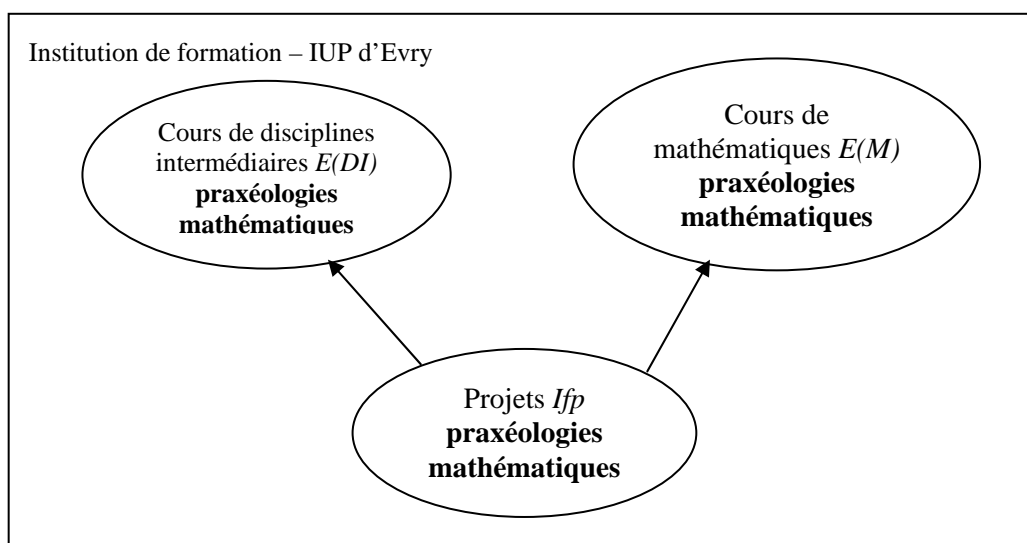 Institution de formation – IUP d’Evry
Cours de disciplines
intermédiaires E(DI)
praxéologies
mathématiques
Cours de
mathématiques E(M)
praxéologies
mathématiques
Projets Ifp
praxéologies
mathématiques